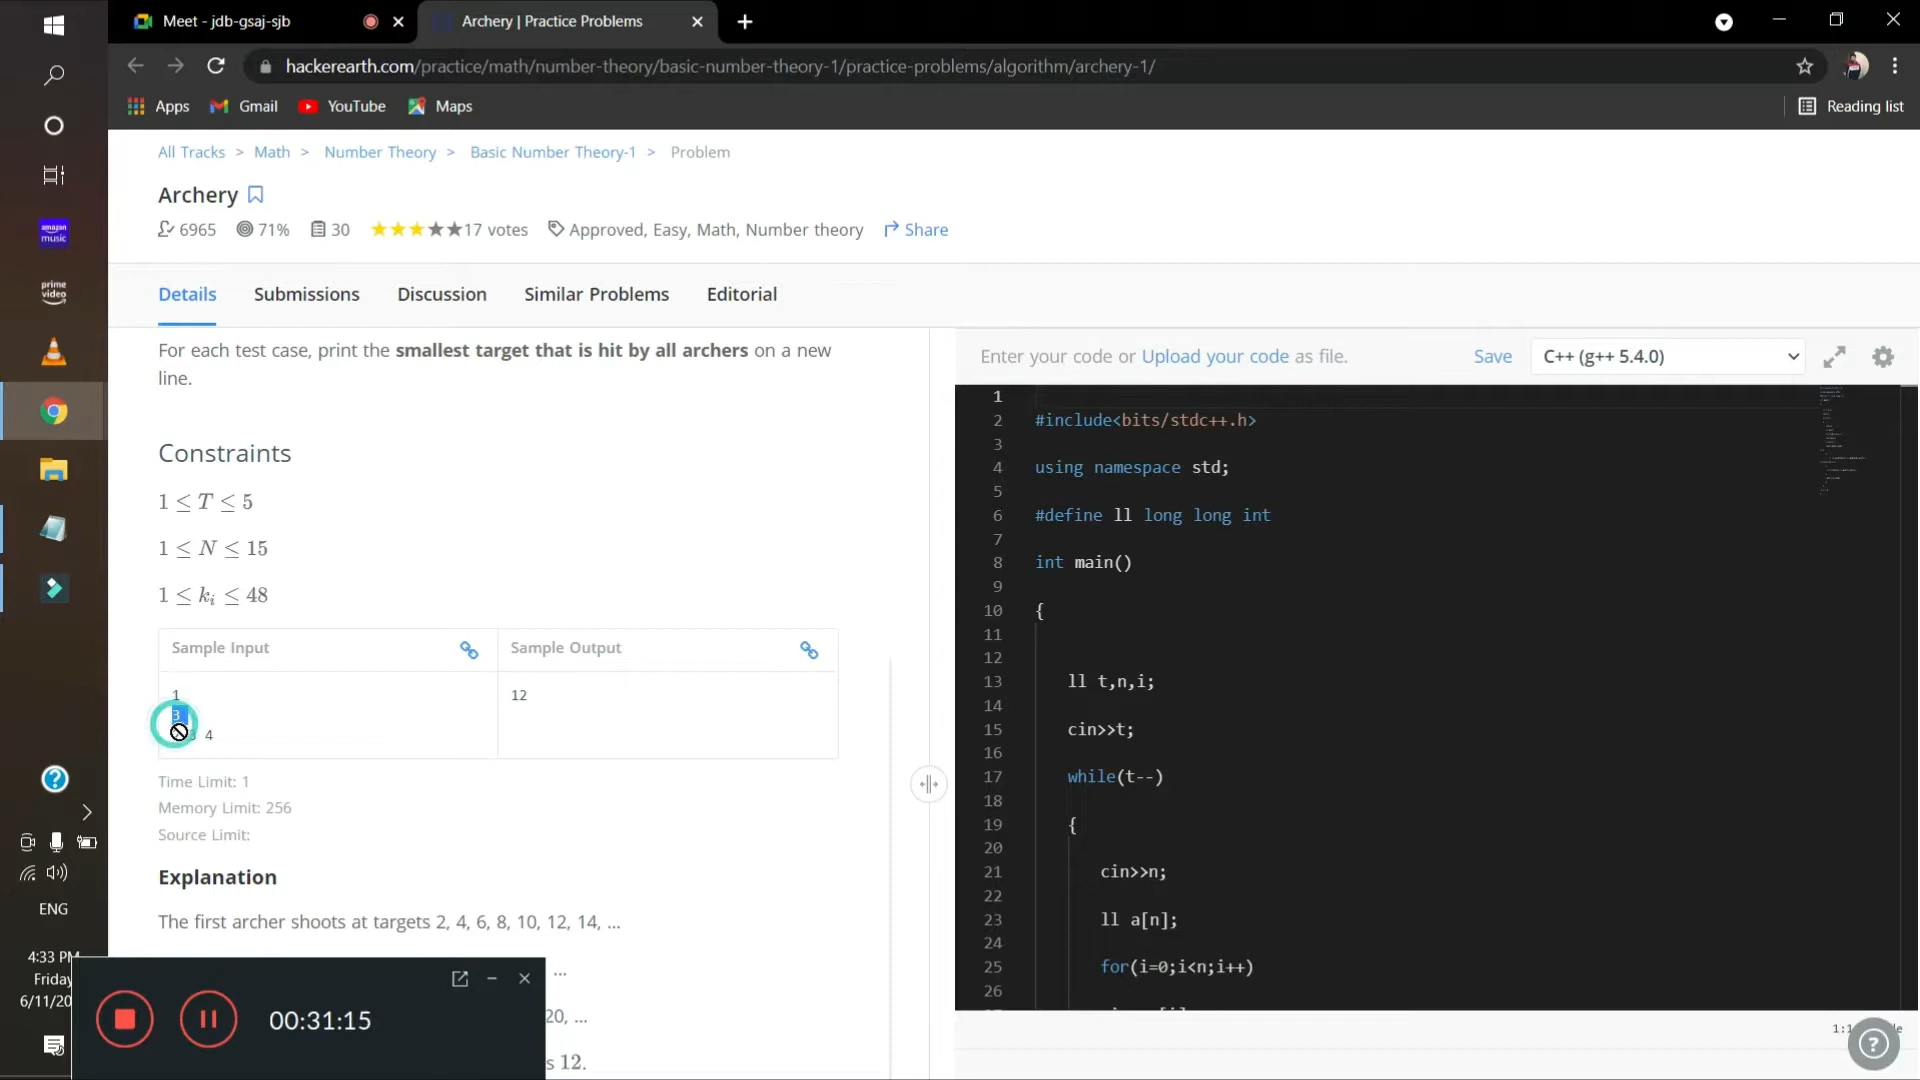 Meet - jdb-gsaj-sjb
Archery | Practice Problems
hackerearth.com/practice/math/number-theory/basic-number-theory-1/practice-problems/algorithm/archery-1/
Apps
Gmail
YouTube
Maps
Reading list
amazon music
prime video
All Tracks > Math > Number Theory > Basic Number Theory-1 > Problem
Archery
6965
71%
30
17 votes
Approved, Easy, Math, Number theory
Share
Details
Submissions
Discussion
Similar Problems
Editorial
For each test case, print the smallest target that is hit by all archers on a new
line.
Constraints
1 ≤ T ≤ 5
1 ≤ N ≤ 15
1 ≤ ki ≤ 48
Sample Input
Sample Output
1
3
4
12
Time Limit: 1
Memory Limit: 256
Source Limit:
Explanation
The first archer shoots at targets 2, 4, 6, 8, 10, 12, 14, ...
...
20, ...
s 12.
Enter your code or Upload your code as file.
Save
C++ (g++ 5.4.0)
1
2 #include<bits/stdc++.h>
3
4 using namespace std;
5
6 #define ll long long int
7
8 int main()
9
10 {
11
12
13 ll t,n,i;
14
15 cin>>t;
16
17 while(t--)
18
19 {
20
21 cin>>n;
22
23 ll a[n];
24
25 for(i=0;i<n;i++)
26
ENG
4:33 PM
Friday
6/11/20
00:31:15